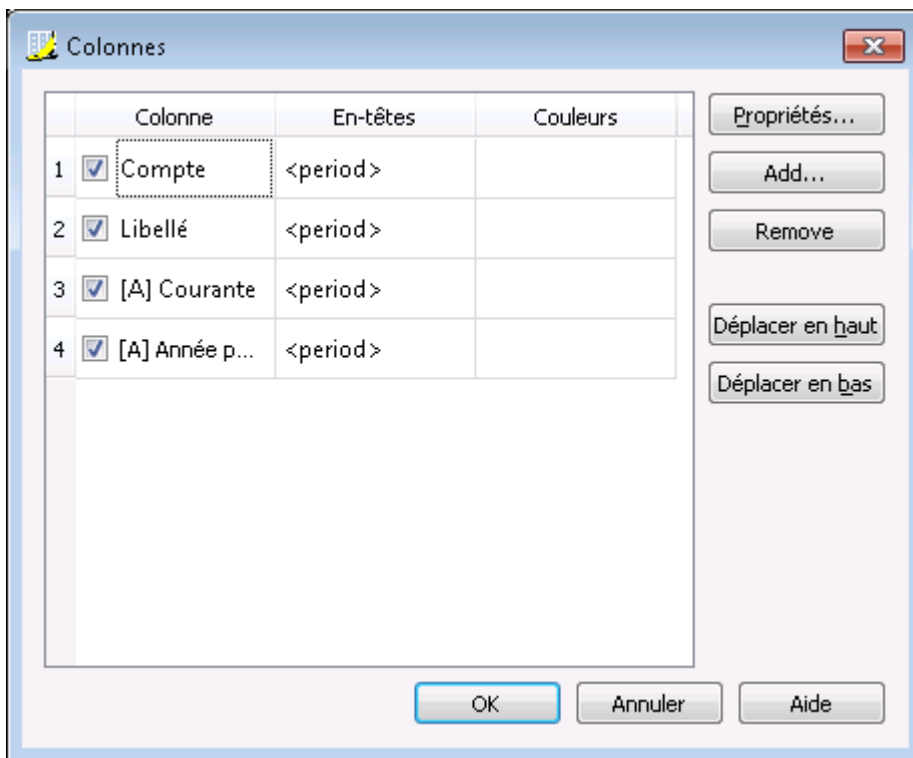 Colonnes
Colonne En-têtes Couleurs
1 Compte <period>
2 Libellé <period>
3 [A] Courante <period>
4 [A] Année p... <period>
Propriétés...
Add...
Remove
Déplacer en haut
Déplacer en bas
OK Annuler Aide